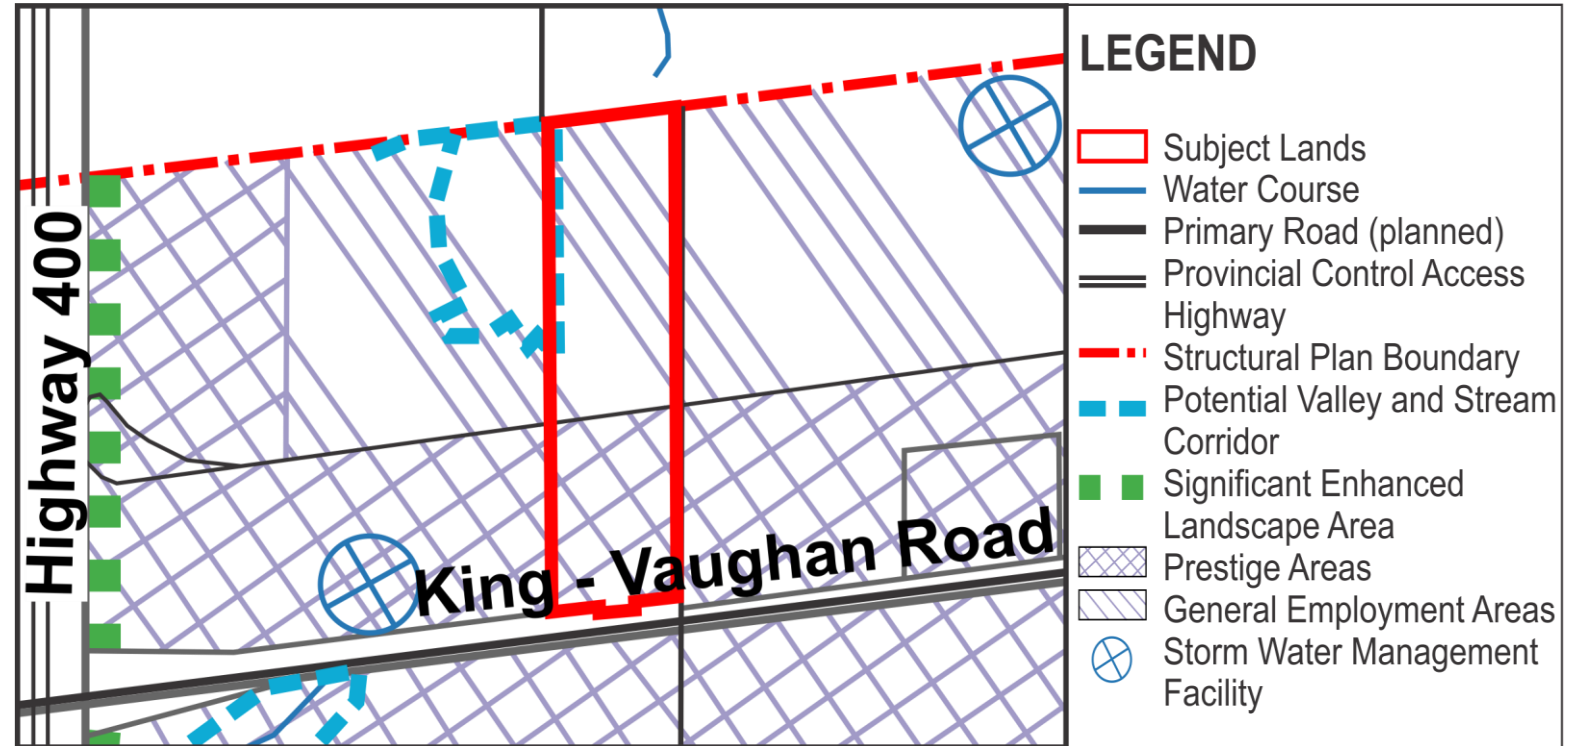 Highway 400
King - Vaughan Road
LEGEND
Subject Lands
Water Course
Primary Road (planned)
Provincial Control Access
Highway
Structural Plan Boundary
Potential Valley and Stream
Corridor
Significant Enhanced
Landscape Area
Prestige Areas
General Employment Areas
Storm Water Management
Facility